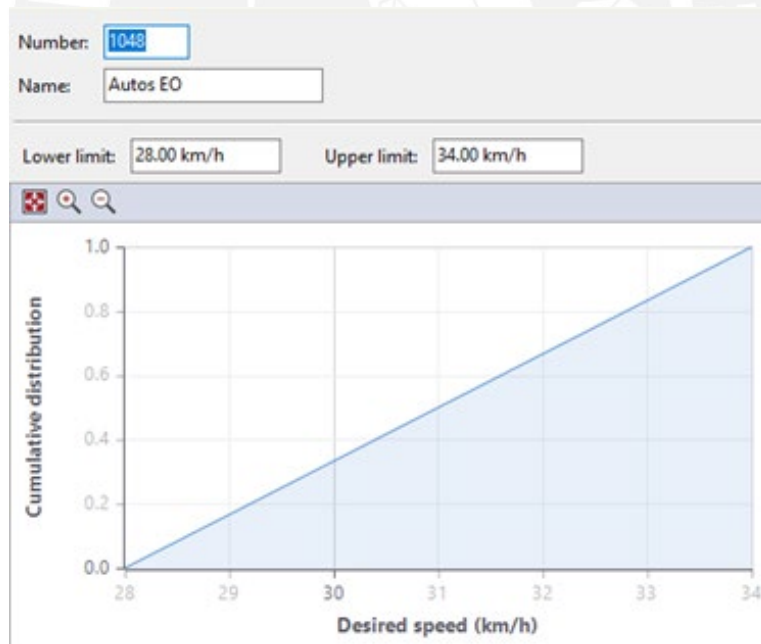 Number: 1048
Name: Autos EO
Lower limit: 28.00 km/h Upper limit: 34.00 km/h
1.0
0.8
0.6
0.4
0.2
0.0
Cumulative distribution
28 29 30 31 32 33 34
Desired speed (km/h)